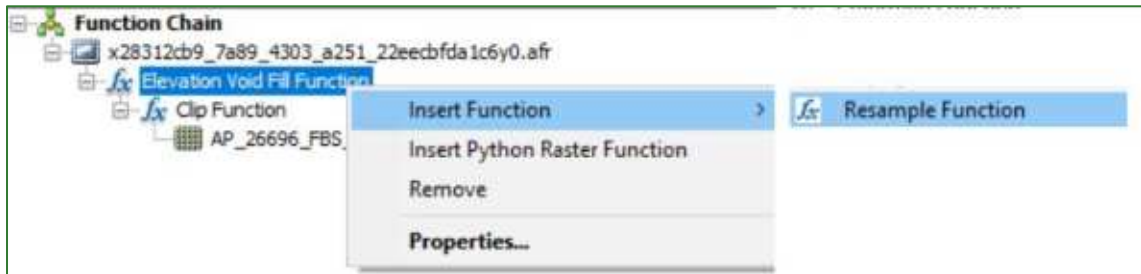 Function Chain
x28312cb9_7a89_4303_a251_22eecbfda1c6y0.afr
Elevation Void Fill Function
Clip Function
AP_26696_FBS_
Insert Function
Insert Python Raster Function
Remove
Properties...
Resample Function